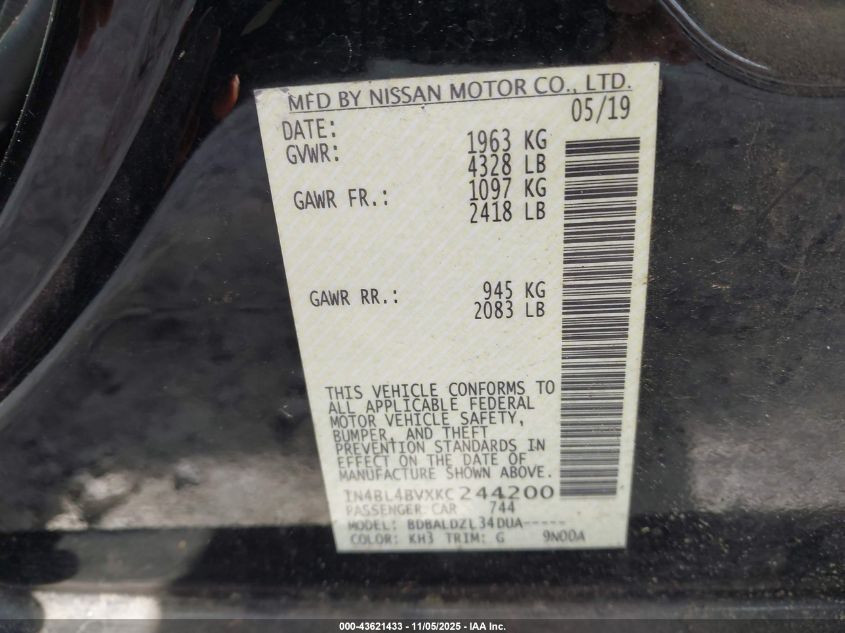 MFD BY NISSAN MOTOR CO., LTD.
DATE: 05/19
GVWR: 1963 KG
4328 LB
GAWR FR.: 1097 KG
2418 LB
GAWR RR.: 945 KG
2083 LB
THIS VEHICLE CONFORMS TO
ALL APPLICABLE FEDERAL
MOTOR VEHICLE SAFETY,
BUMPER, AND THEFT
PREVENTION STANDARDS IN
EFFECT ON THE DATE OF
MANUFACTURE SHOWN ABOVE.
1N4BL4BVXKC244200
PASSENGER CAR 744
MODEL: BDBALDZL34DUA-----
COLOR: KH3 TRIM: G 9N00A
000-43621433 - 11/05/2025 - IAA Inc.